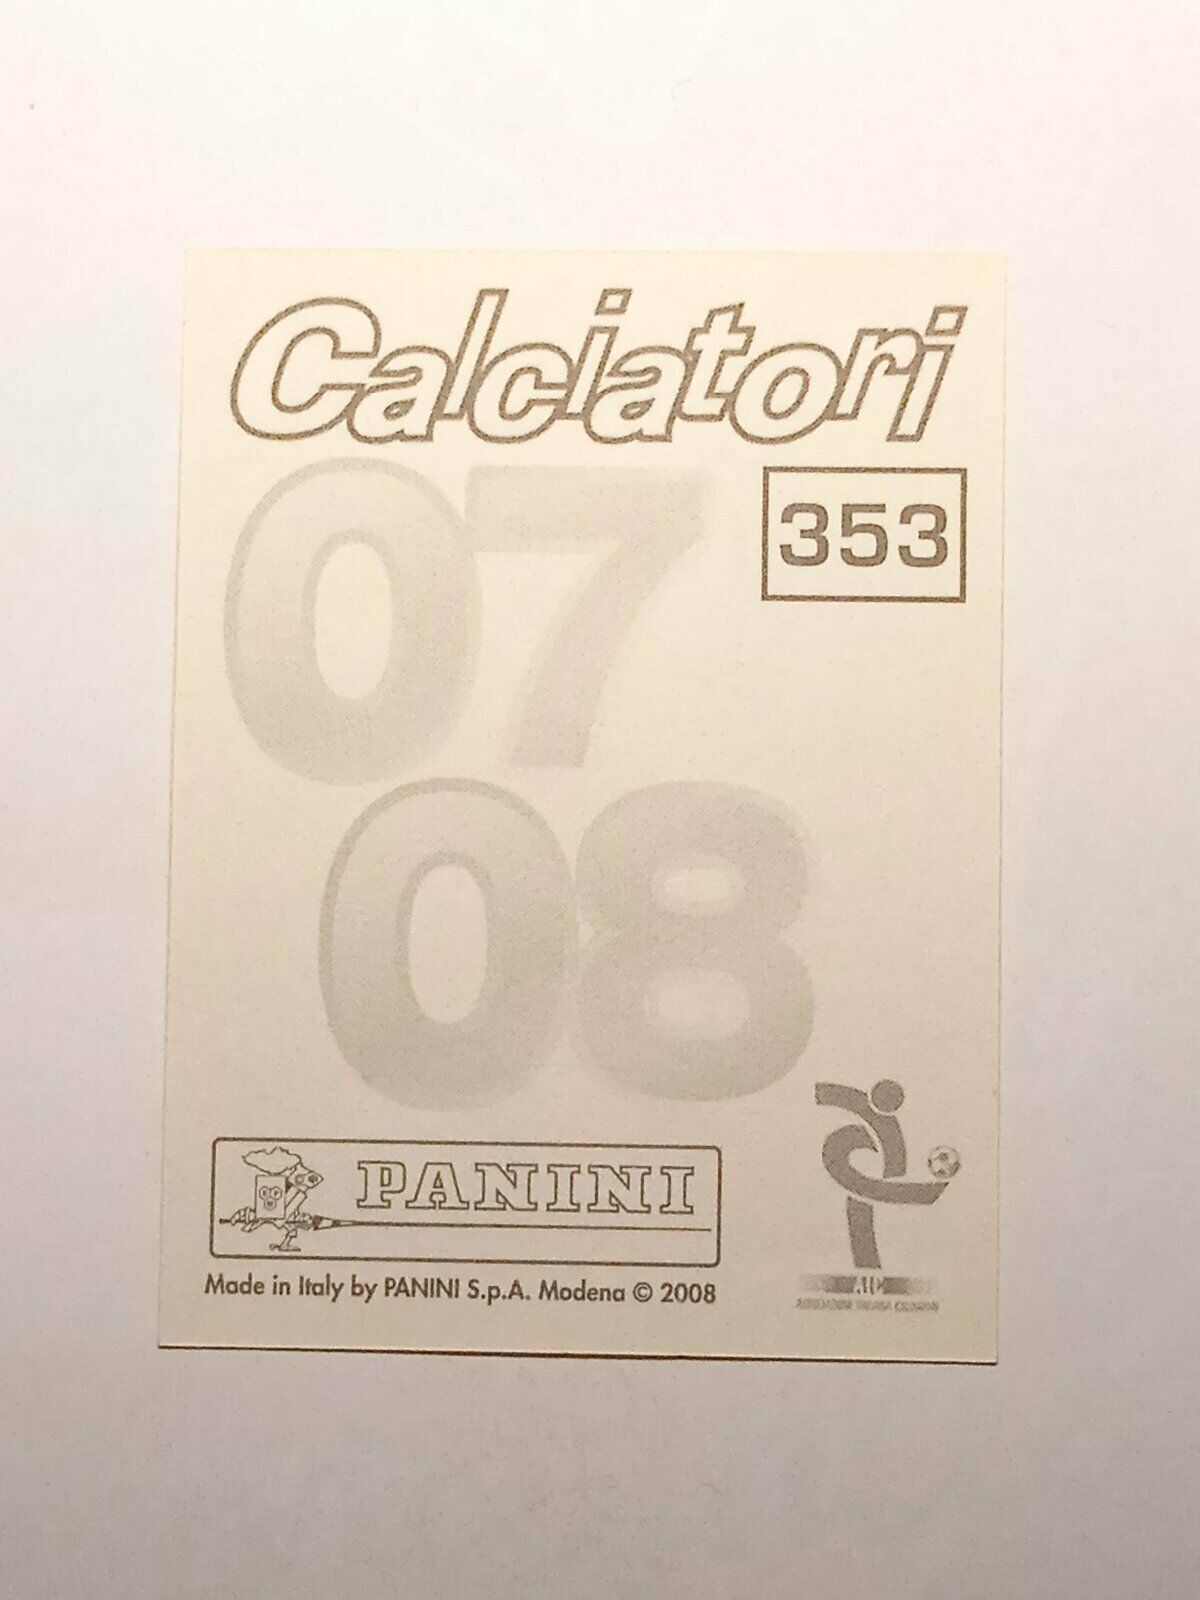 Calciatori
07
353
08
PANINI
Made in Italy by PANINI S.p.A. Modena © 2008